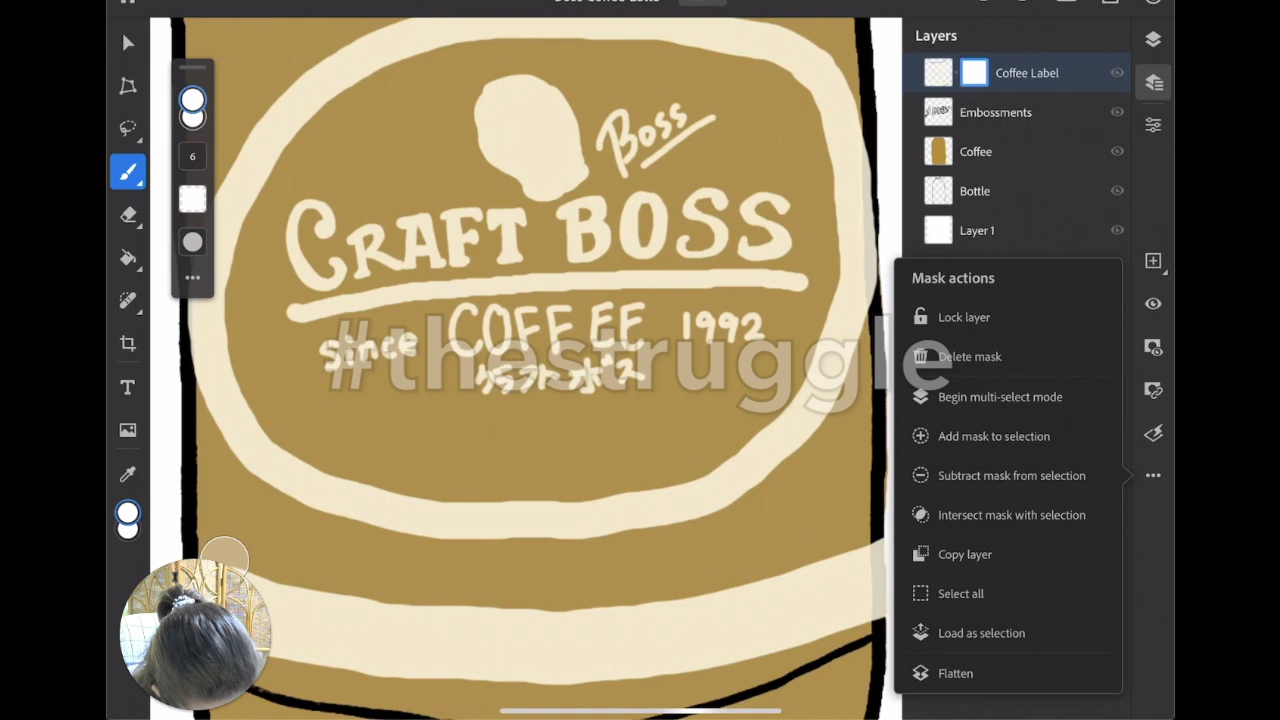 Layers
Coffee Label
Embossments
Coffee
Bottle
Layer 1
6
Boss
CRAFT BOSS
COFFEE
since
1992
クラフトボス
#thestruggle
Mask actions
Lock layer
Delete mask
Begin multi-select mode
Add mask to selection
Subtract mask from selection
Intersect mask with selection
Copy layer
Select all
Load as selection
Flatten
T